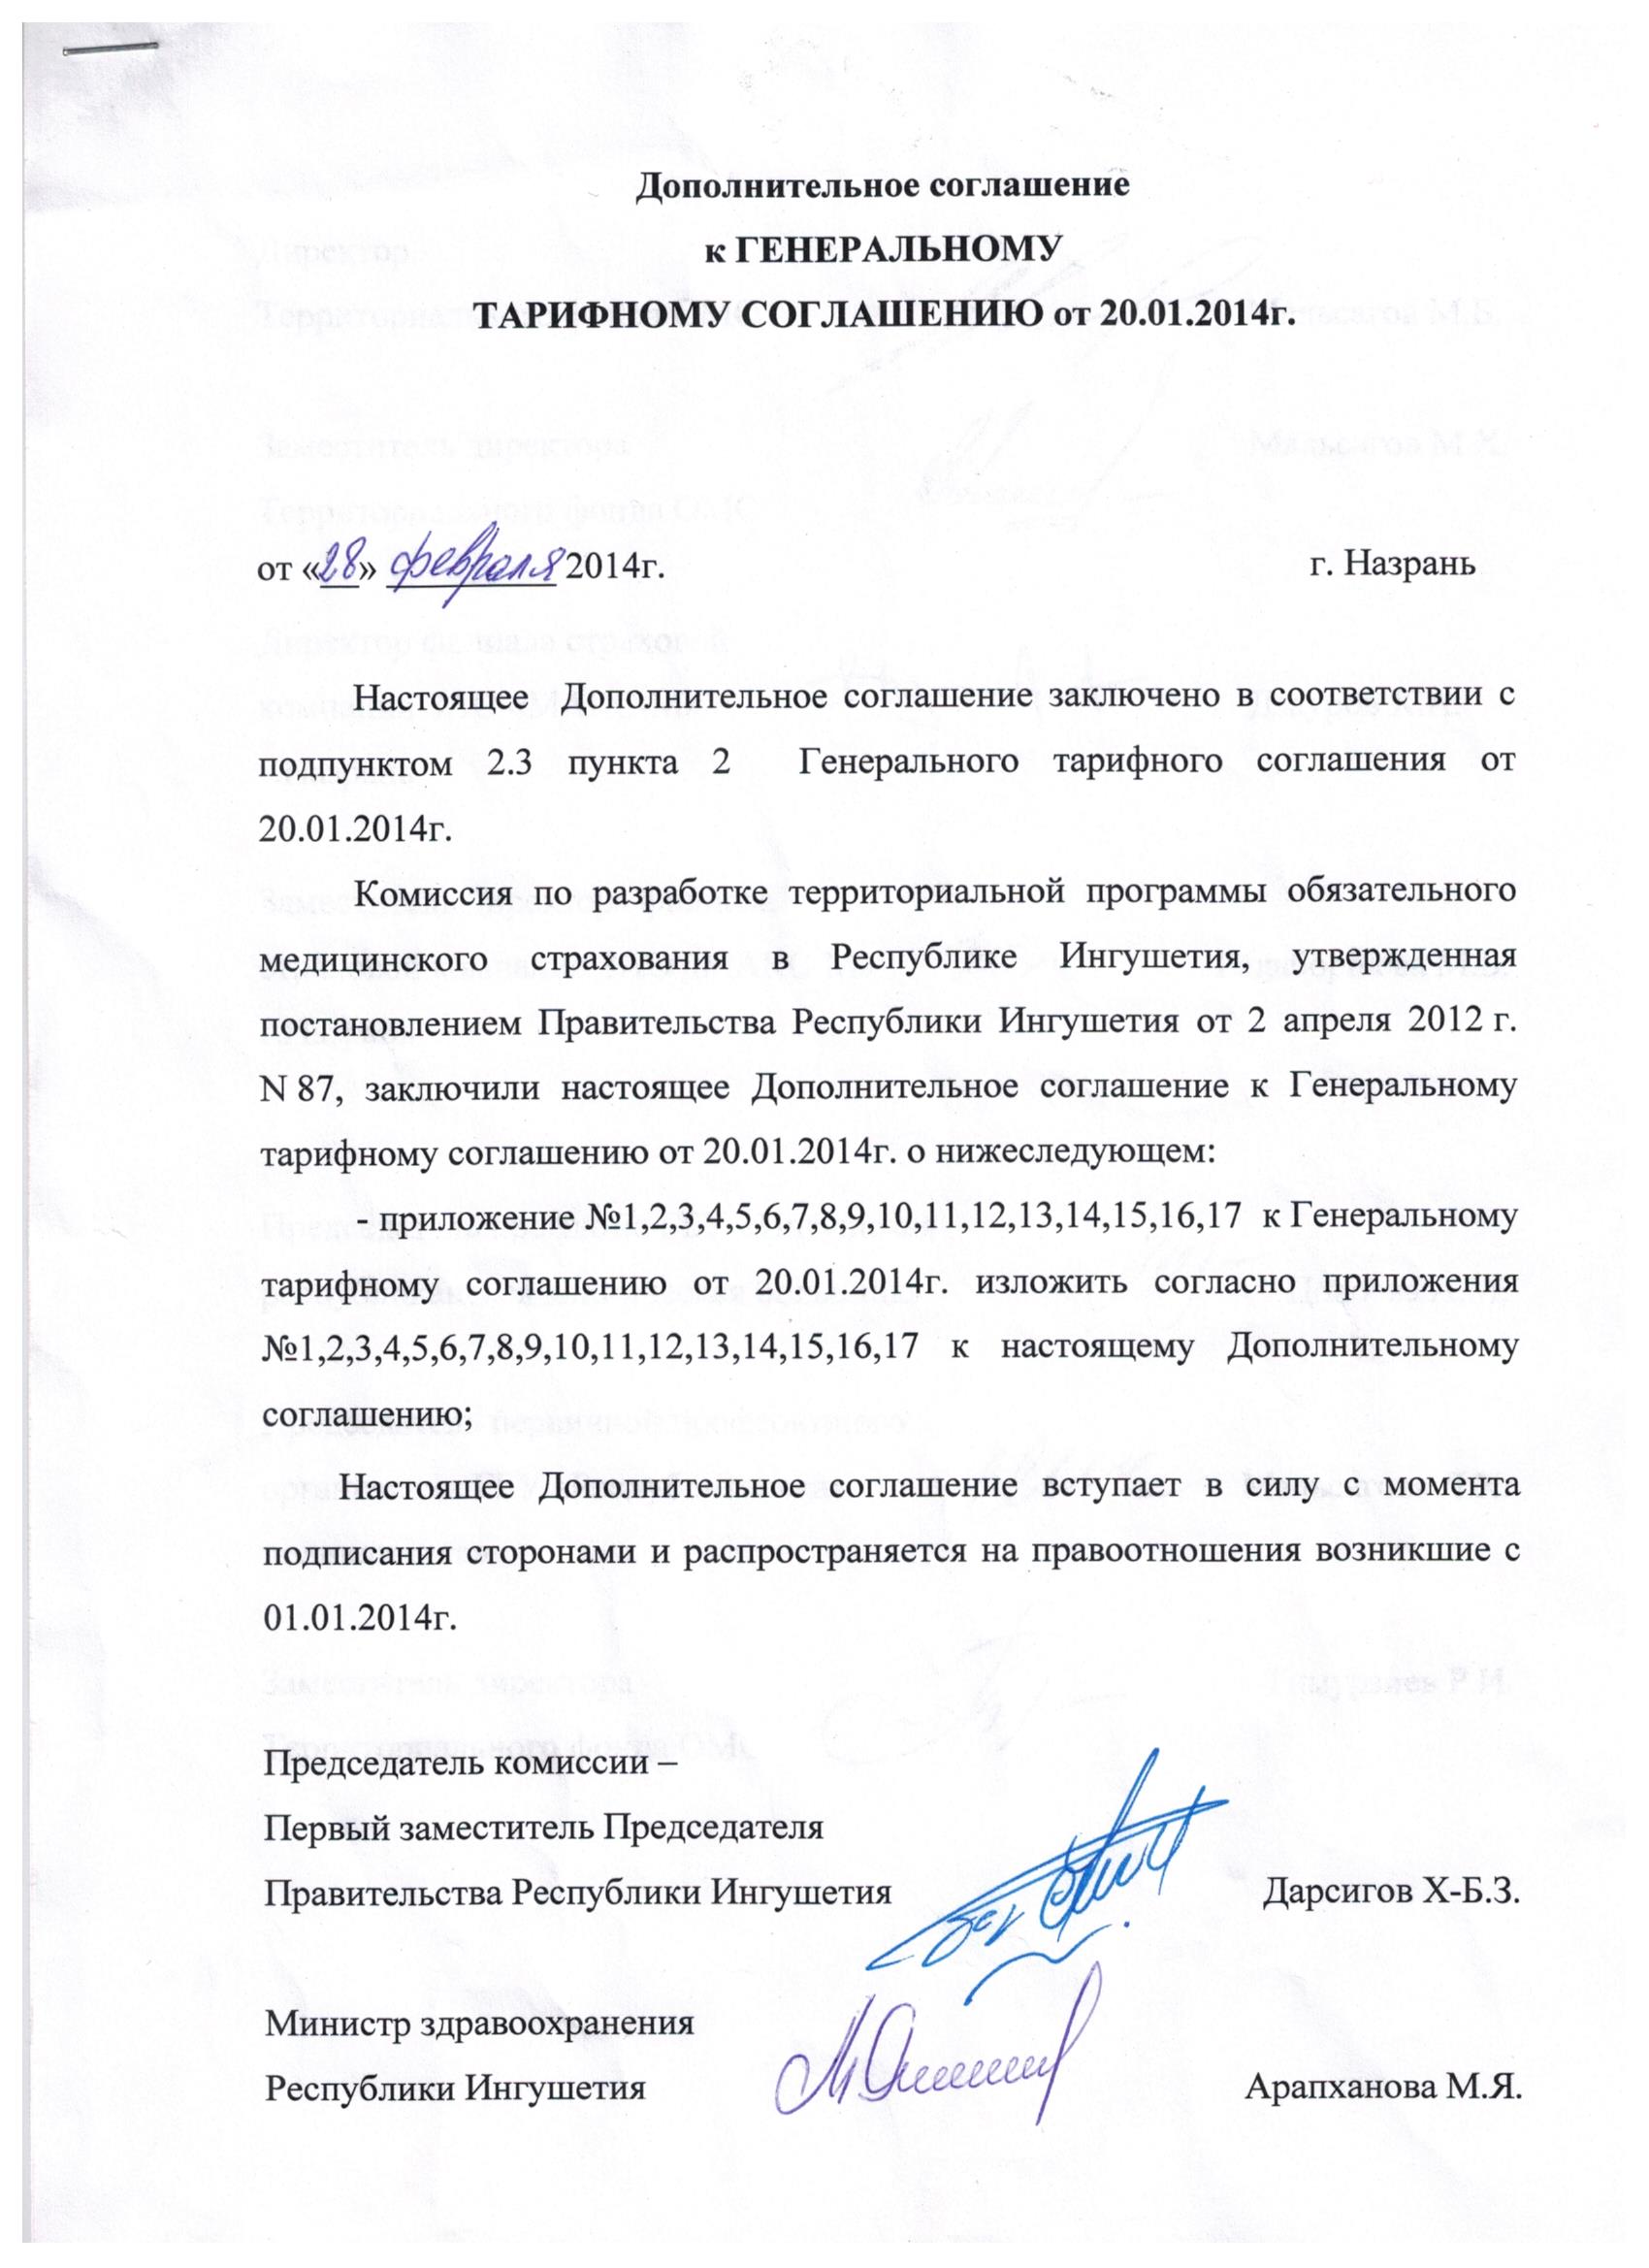 Дополнительное соглашение
к ГЕНЕРАЛЬНОМУ
ТАРИФНОМУ СОГЛАШЕНИЮ от 20.01.2014г.
от «28» февраля 2014г. г. Назрань
Настоящее Дополнительное соглашение заключено в соответствии с
подпунктом 2.3 пункта 2 Генерального тарифного соглашения от
20.01.2014г.
Комиссия по разработке территориальной программы обязательного
медицинского страхования в Республике Ингушетия, утвержденная
постановлением Правительства Республики Ингушетия от 2 апреля 2012 г.
N 87, заключили настоящее Дополнительное соглашение к Генеральному
тарифному соглашению от 20.01.2014г. о нижеследующем:
- приложение №1,2,3,4,5,6,7,8,9,10,11,12,13,14,15,16,17 к Генеральному
тарифному соглашению от 20.01.2014г. изложить согласно приложения
№1,2,3,4,5,6,7,8,9,10,11,12,13,14,15,16,17 к настоящему Дополнительному
соглашению;
Настоящее Дополнительное соглашение вступает в силу с момента
подписания сторонами и распространяется на правоотношения возникшие с
01.01.2014г.
Председатель комиссии –
Первый заместитель Председателя
Правительства Республики Ингушетия Дарсигов Х-Б.З.
Министр здравоохранения
Республики Ингушетия Арапханова М.Я.